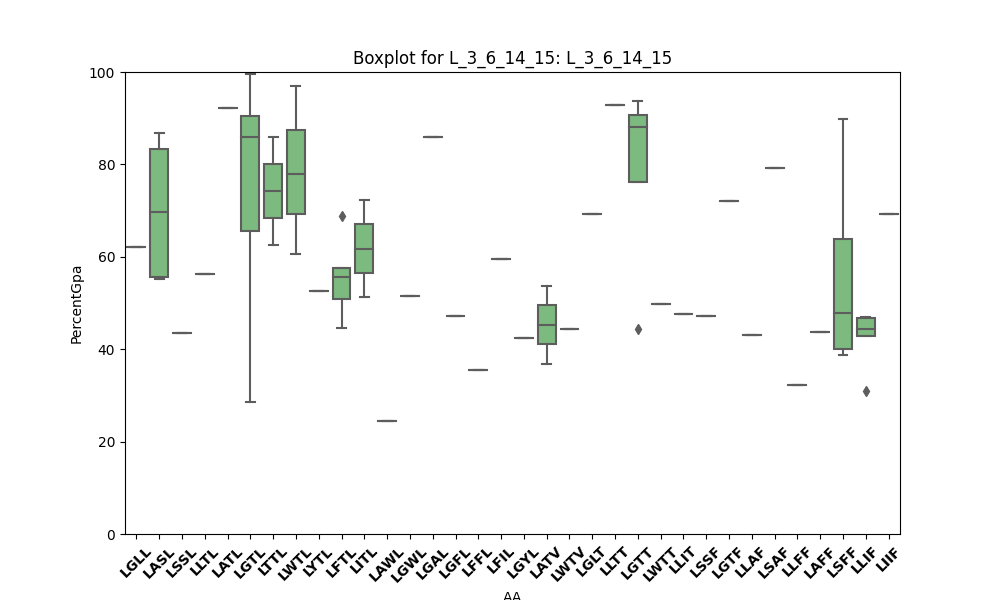 Boxplot for L_3_6_14_15: L_3_6_14_15
100
80
60
40
20
0
PercentGpa
LGLL LASL LSSL LLTL LATL LGTL LTTL LWTL LYTL LFTL LITL LAWL LGWL LGAL LGFL LFFL LFIL LGYL LATV LWTV LGLT LLTT LGTT LWTT LLIT LSSF LGTF LLAF LSAF LLFF LAFF LSFF LLIF LIIF
AA